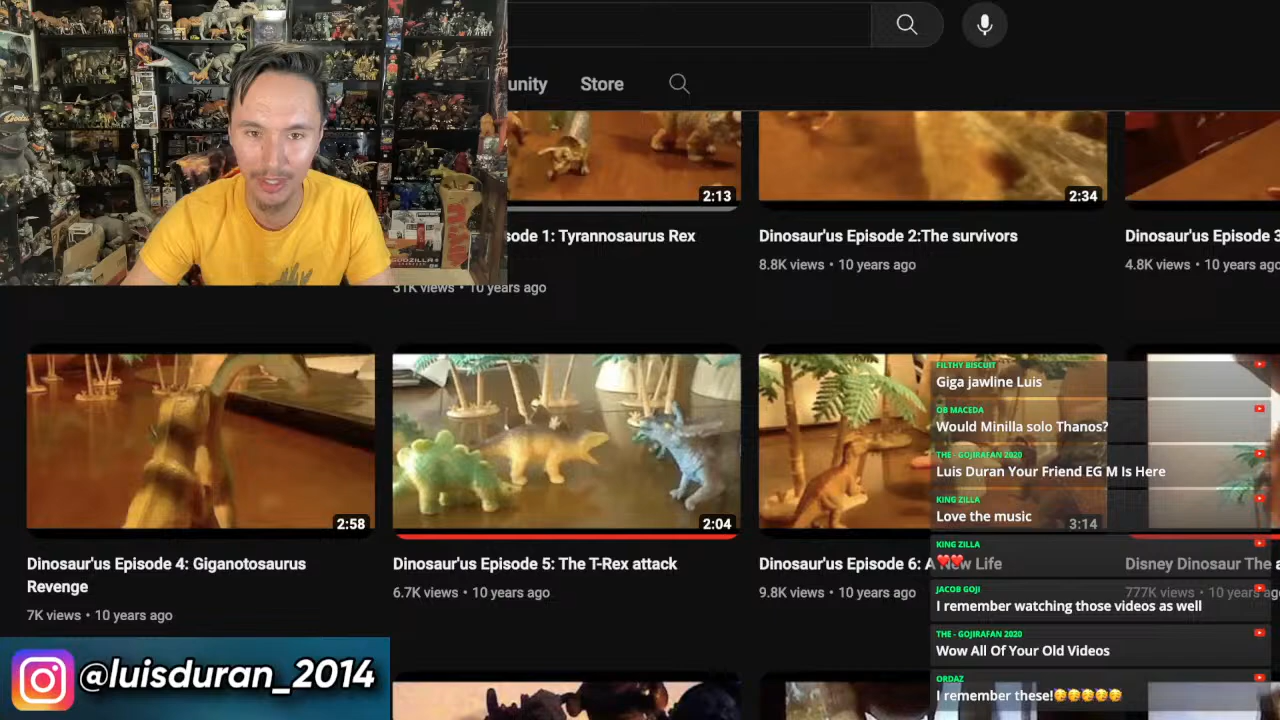 unity
Store
2:13
2:34
sode 1: Tyrannosaurus Rex
31K views • 10 years ago
Dinosaur'us Episode 2:The survivors
8.8K views • 10 years ago
Dinosaur'us Episode 3
4.8K views • 10 years ago
2:58
2:04
3:14
Dinosaur'us Episode 4: Giganotosaurus
Revenge
7K views • 10 years ago
Dinosaur'us Episode 5: The T-Rex attack
6.7K views • 10 years ago
Dinosaur'us Episode 6: A New Life
9.8K views • 10 years ago
Disney Dinosaur The a
777K views • 10 years ago
FILTHY BISCUIT
Giga jawline Luis
OB MACEDA
Would Minilla solo Thanos?
THE - GOJIRAFAN 2020
Luis Duran Your Friend EG M Is Here
KING ZILLA
Love the music
KING ZILLA
❤️❤️
JACOB GOJI
I remember watching those videos as well
THE - GOJIRAFAN 2020
Wow All Of Your Old Videos
ORDAZ
I remember these!🥳🥳🥳🥳🥳
@luisduran_2014
GODZILLA